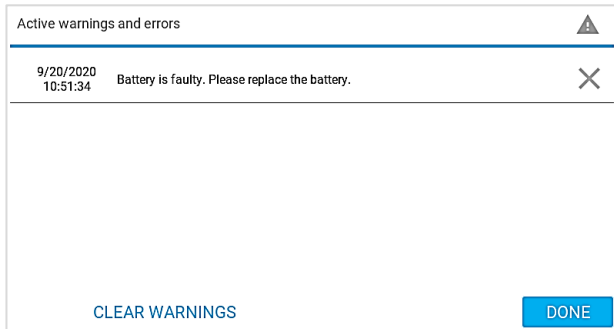 Active warnings and errors
9/20/2020
10:51:34
Battery is faulty. Please replace the battery.
CLEAR WARNINGS
DONE